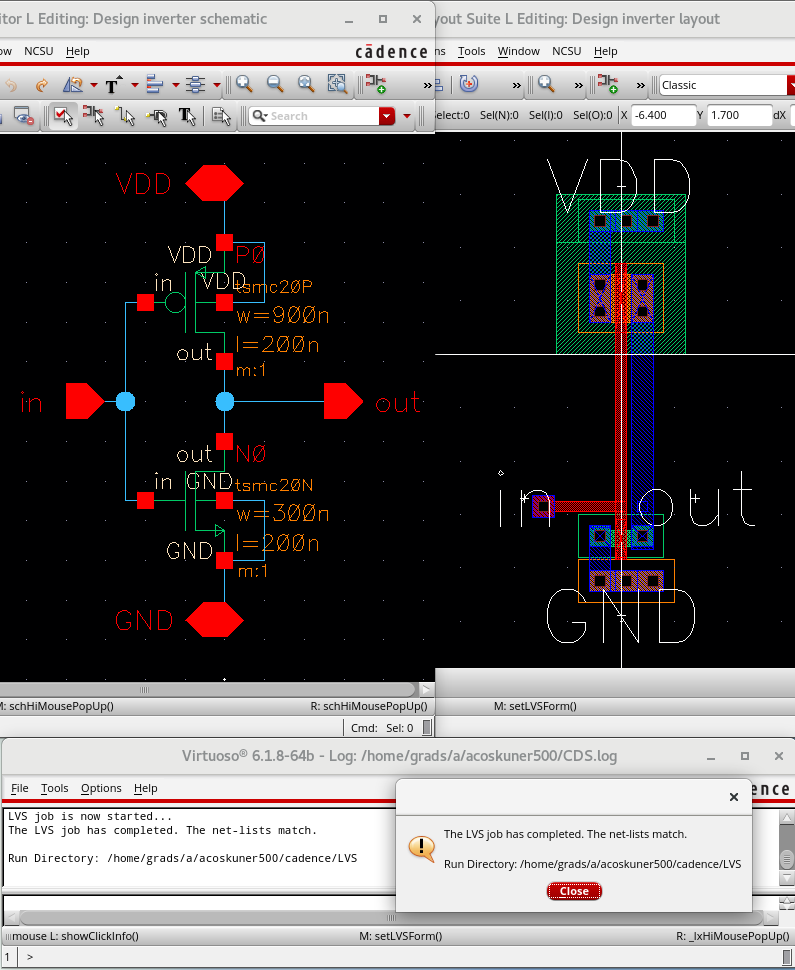 itor L Editing: Design inverter schematic
yout Suite L Editing: Design inverter layout
ow NCSU Help
cādence
ns Tools Window NCSU Help
Classic
Search
elect:0 Sel(N):0 Sel(I):0 Sel(O):0 X -6.400 Y 1.700 dX
VDD
VDD
P0
in
VDD
tsmc20P
w=900n
l=200n
out
m:1
in
out
out
N0
in
GND
tsmc20N
w=300n
l=200n
GND
m:1
GND
VDD
in
out
GND
M: schHiMousePopUp()
R: schHiMousePopUp()
M: setLVSForm()
Cmd: Sel: 0
Virtuoso® 6.1.8-64b - Log: /home/grads/a/acoskuner500/CDS.log
File Tools Options Help
ence
LVS job is now started...
The LVS job has completed. The net-lists match.
Run Directory: /home/grads/a/acoskuner500/cadence/LVS
The LVS job has completed. The net-lists match.
Run Directory: /home/grads/a/acoskuner500/cadence/LVS
Close
mouse L: showClickInfo()
M: setLVSForm()
R: _lxHiMousePopUp()
1 >